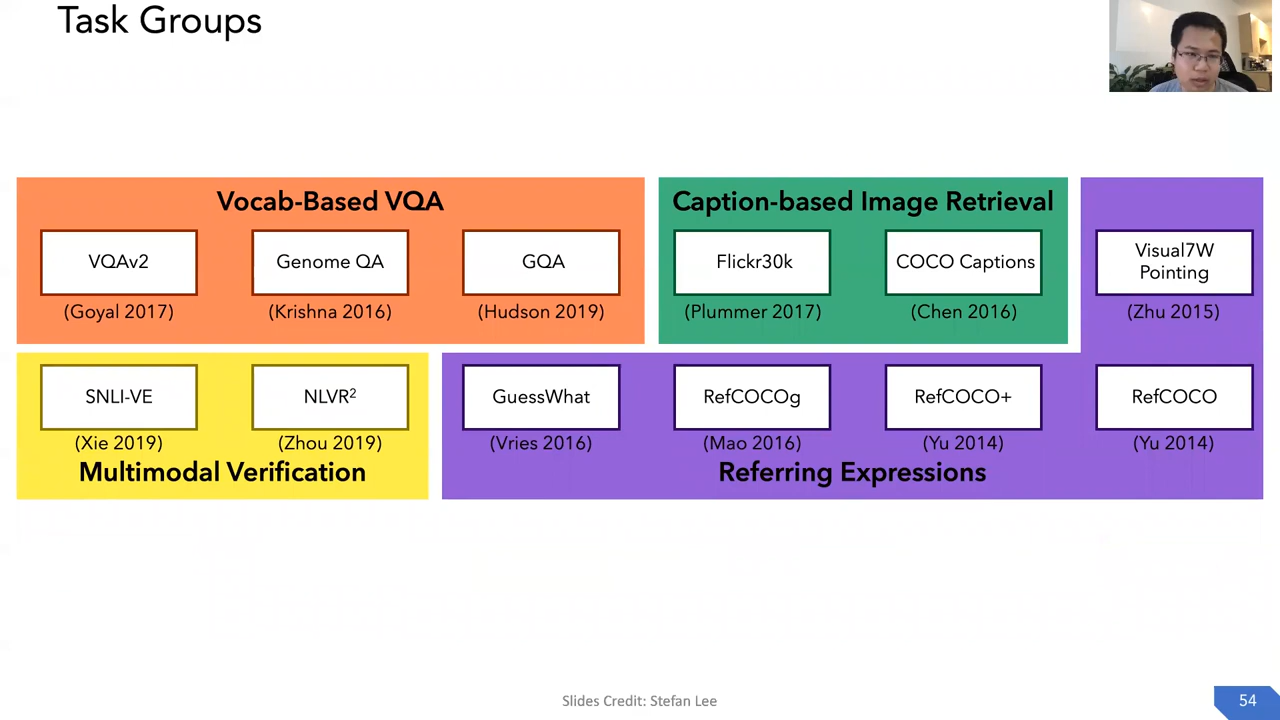 Task Groups
Vocab-Based VQA
VQAv2
Genome QA
GQA
(Goyal 2017)
(Krishna 2016)
(Hudson 2019)
Caption-based Image Retrieval
Flickr30k
COCO Captions
(Plummer 2017)
(Chen 2016)
Visual7W
Pointing
(Zhu 2015)
SNLI-VE
NLVR²
(Xie 2019)
(Zhou 2019)
Multimodal Verification
GuessWhat
RefCOCOg
RefCOCO+
RefCOCO
(Vries 2016)
(Mao 2016)
(Yu 2014)
(Yu 2014)
Referring Expressions
Slides Credit: Stefan Lee
54